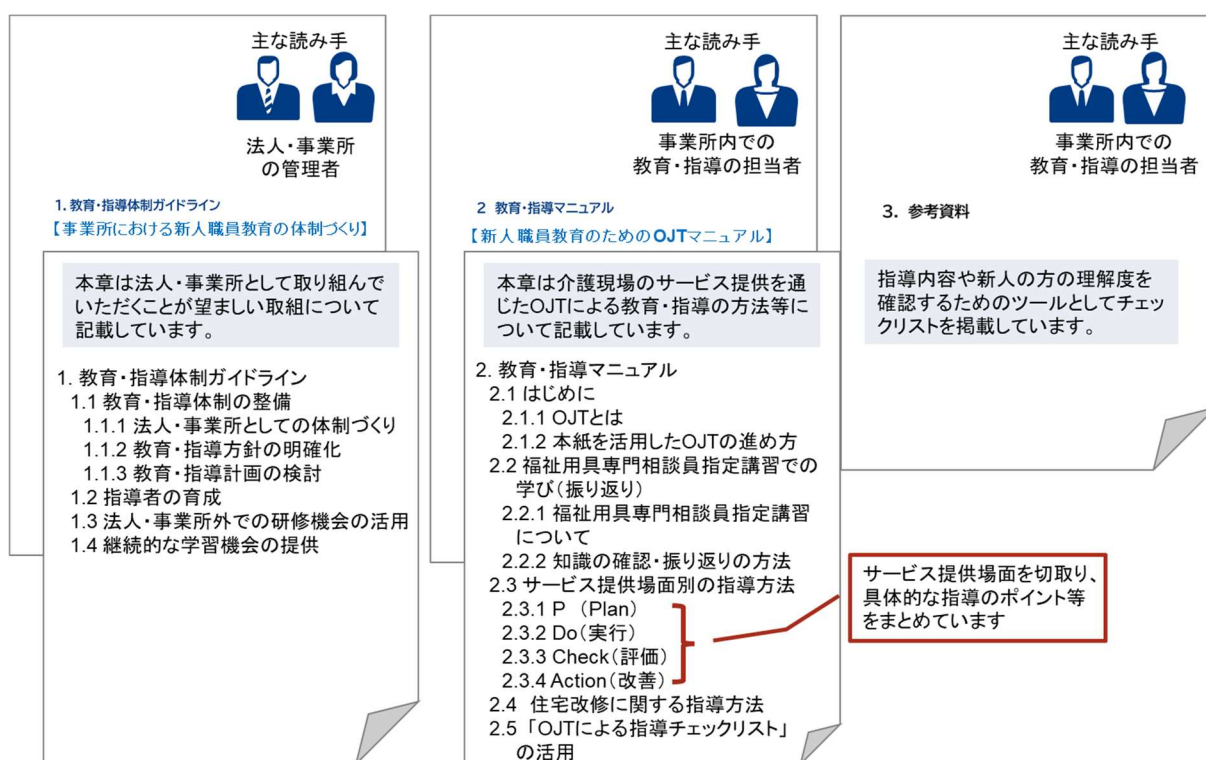 主な読み手
法人・事業所
の管理者
1. 教育・指導体制ガイドライン
【事業所における新人職員教育の体制づくり】
本章は法人・事業所として取り組んで
いただくことが望ましい取組について
記載しています。
1. 教育・指導体制ガイドライン
1.1 教育・指導体制の整備
1.1.1 法人・事業所としての体制づくり
1.1.2 教育・指導方針の明確化
1.1.3 教育・指導計画の検討
1.2 指導者の育成
1.3 法人・事業所外での研修機会の活用
1.4 継続的な学習機会の提供
主な読み手
事業所内での
教育・指導の担当者
2 教育・指導マニュアル
【新人職員教育のためのOJTマニュアル】
本章は介護現場のサービス提供を通
じたOJTによる教育・指導の方法等に
ついて記載しています。
2. 教育・指導マニュアル
2.1 はじめに
2.1.1 OJTとは
2.1.2 本紙を活用したOJTの進め方
2.2 福祉用具専門相談員指定講習での
学び（振り返り）
2.2.1 福祉用具専門相談員指定講習
について
2.2.2 知識の確認・振り返りの方法
2.3 サービス提供場面別の指導方法
2.3.1 P （Plan）
2.3.2 Do（実行）
2.3.3 Check（評価）
2.3.4 Action（改善）
2.4 住宅改修に関する指導方法
2.5 「OJTによる指導チェックリスト」
の活用
サービス提供場面を切取り、
具体的な指導のポイント等
をまとめています
主な読み手
事業所内での
教育・指導の担当者
3. 参考資料
指導内容や新人の方の理解度を
確認するためのツールとしてチェッ
クリストを掲載しています。